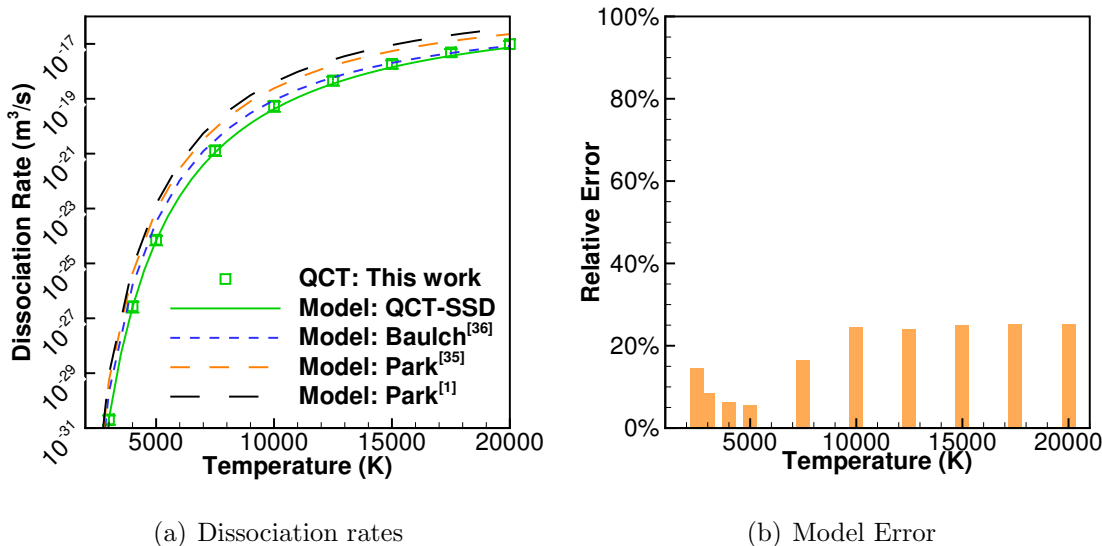 Dissociation Rate (m³/s)
10⁻¹⁷
10⁻¹⁹
10⁻²¹
10⁻²³
10⁻²⁵
10⁻²⁷
10⁻²⁹
10⁻³¹
QCT: This work
Model: QCT-SSD
Model: Baulch[36]
Model: Park[35]
Model: Park[1]
5000 10000 15000 20000
Temperature (K)
(a) Dissociation rates
Relative Error
100%
80%
60%
40%
20%
0%
5000 10000 15000 20000
Temperature (K)
(b) Model Error